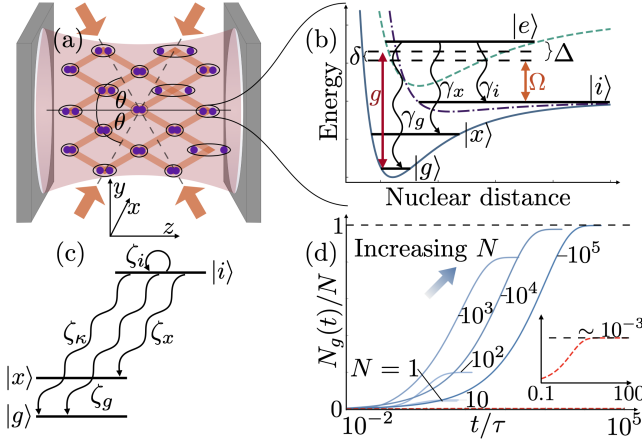 (a)
θ
θ
y
x
z
(b)
Energy
Nuclear distance
|e⟩
δ
Δ
g
γg
γx
γi
Ω
|i⟩
|x⟩
|g⟩
(c)
ζi
|i⟩
ζκ
ζx
|x⟩
ζg
|g⟩
(d)
Ng(t)/N
1
0
Increasing N
10^5
10^4
10^3
10^2
N = 1
10
∼ 10^-3
0.1
100
10^-2
t/τ
10^5